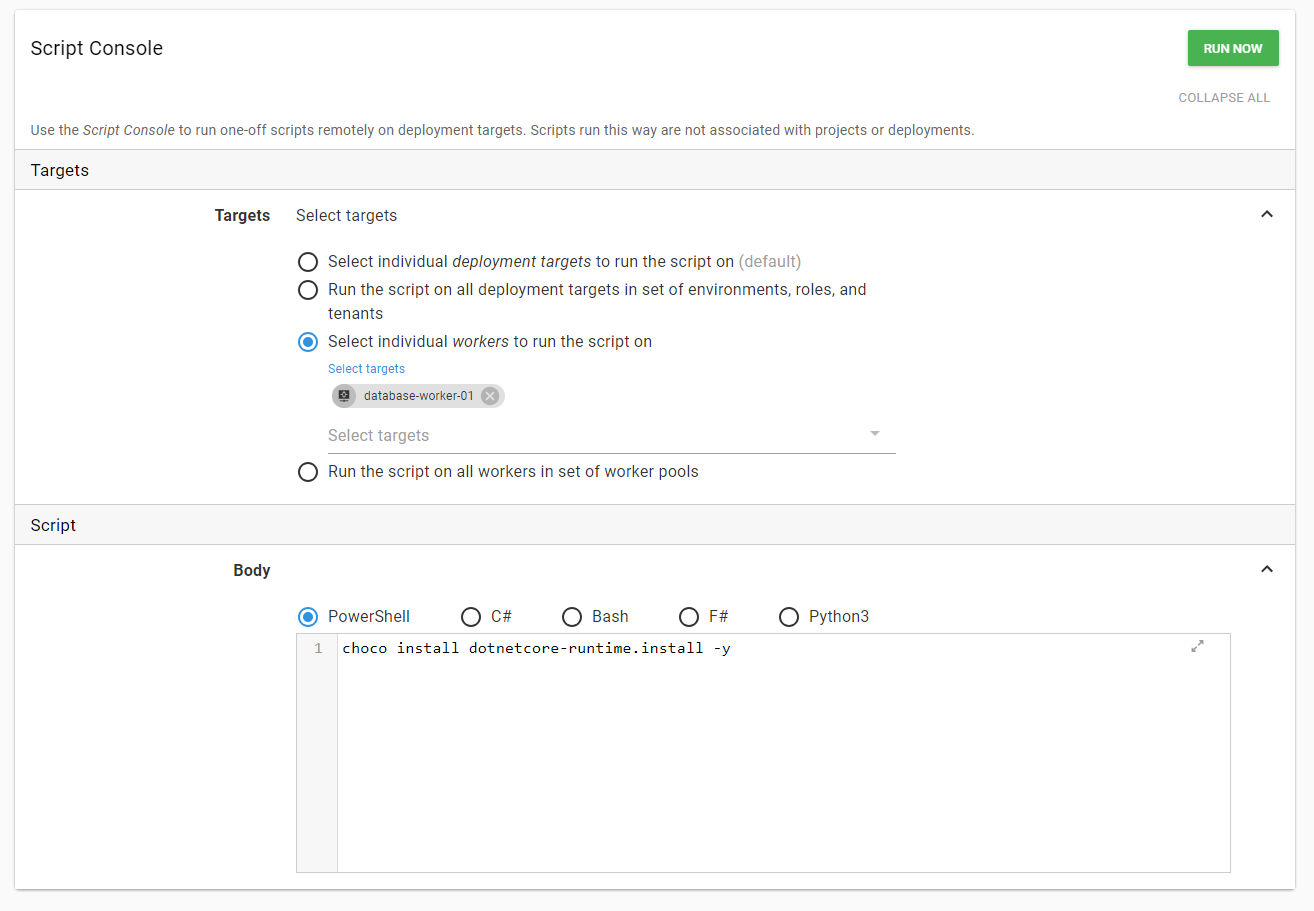 Script Console
RUN NOW
COLLAPSE ALL
Use the Script Console to run one-off scripts remotely on deployment targets. Scripts run this way are not associated with projects or deployments.
Targets
Targets Select targets
Select individual deployment targets to run the script on (default)
Run the script on all deployment targets in set of environments, roles, and
tenants
Select individual workers to run the script on
Select targets
database-worker-01
Select targets
Run the script on all workers in set of worker pools
Script
Body
PowerShell C# Bash F# Python3
1 choco install dotnetcore-runtime.install -y